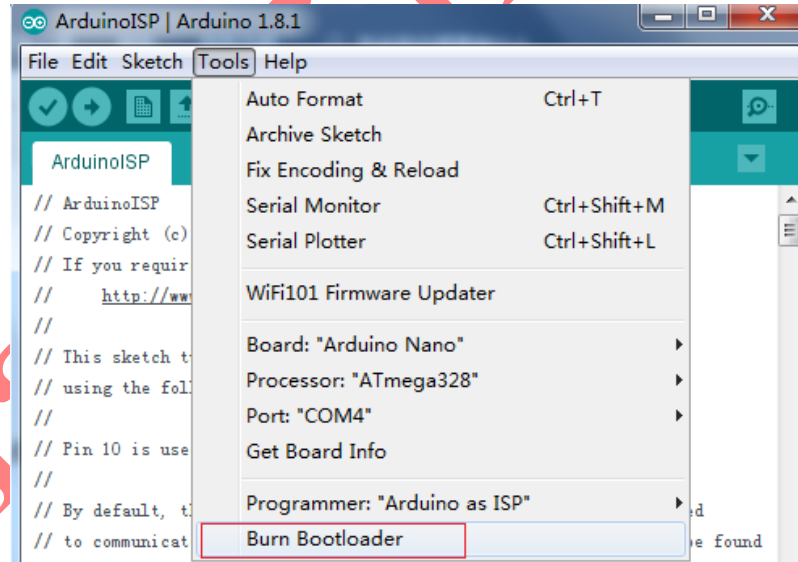 ArduinoISP | Arduino 1.8.1
File Edit Sketch Tools Help
Auto Format Ctrl+T
Archive Sketch
ArduinoISP
Fix Encoding & Reload
// ArduinoISP
Serial Monitor Ctrl+Shift+M
// Copyright (c)
Serial Plotter Ctrl+Shift+L
// If you requir
// http://ww
WiFi101 Firmware Updater
//
// This sketch t
Board: "Arduino Nano"
// using the fol
Processor: "ATmega328"
//
Port: "COM4"
// Pin 10 is use
Get Board Info
//
// By default, t
Programmer: "Arduino as ISP"
ed
// to communicat
Burn Bootloader
e found